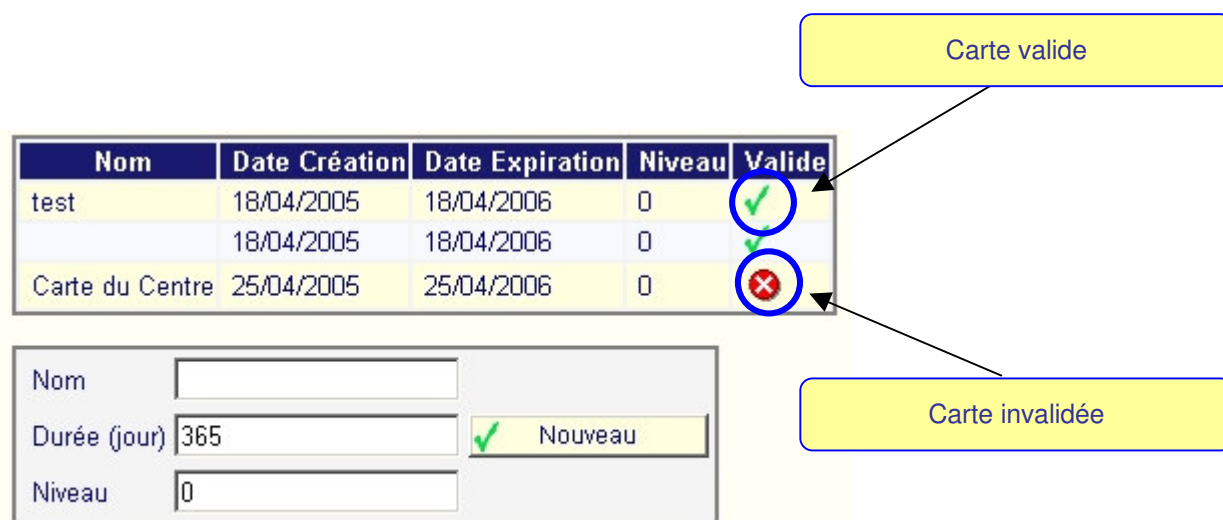 Carte valide
Nom Date Création Date Expiration Niveau Valide
test 18/04/2005 18/04/2006 0
18/04/2005 18/04/2006 0
Carte du Centre 25/04/2005 25/04/2006 0
Nom
Carte invalidée
Durée (jour) 365 Nouveau
Niveau 0